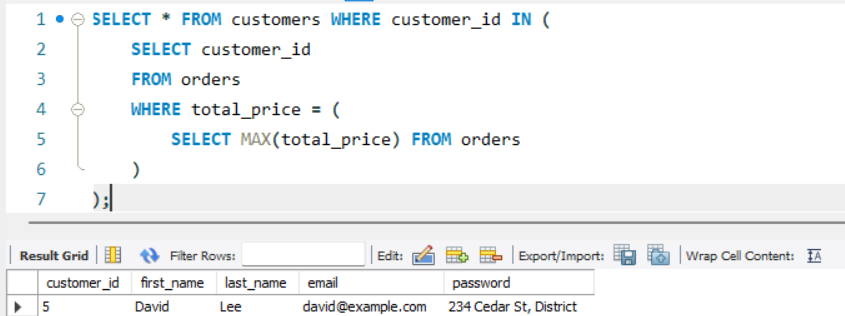 1 SELECT * FROM customers WHERE customer_id IN (
2 SELECT customer_id
3 FROM orders
4 WHERE total_price = (
5 SELECT MAX(total_price) FROM orders
6 )
7 );
Result Grid Filter Rows: Edit: Export/Import: Wrap Cell Content: IA
customer_id first_name last_name email password
5 David Lee david@example.com 234 Cedar St, District